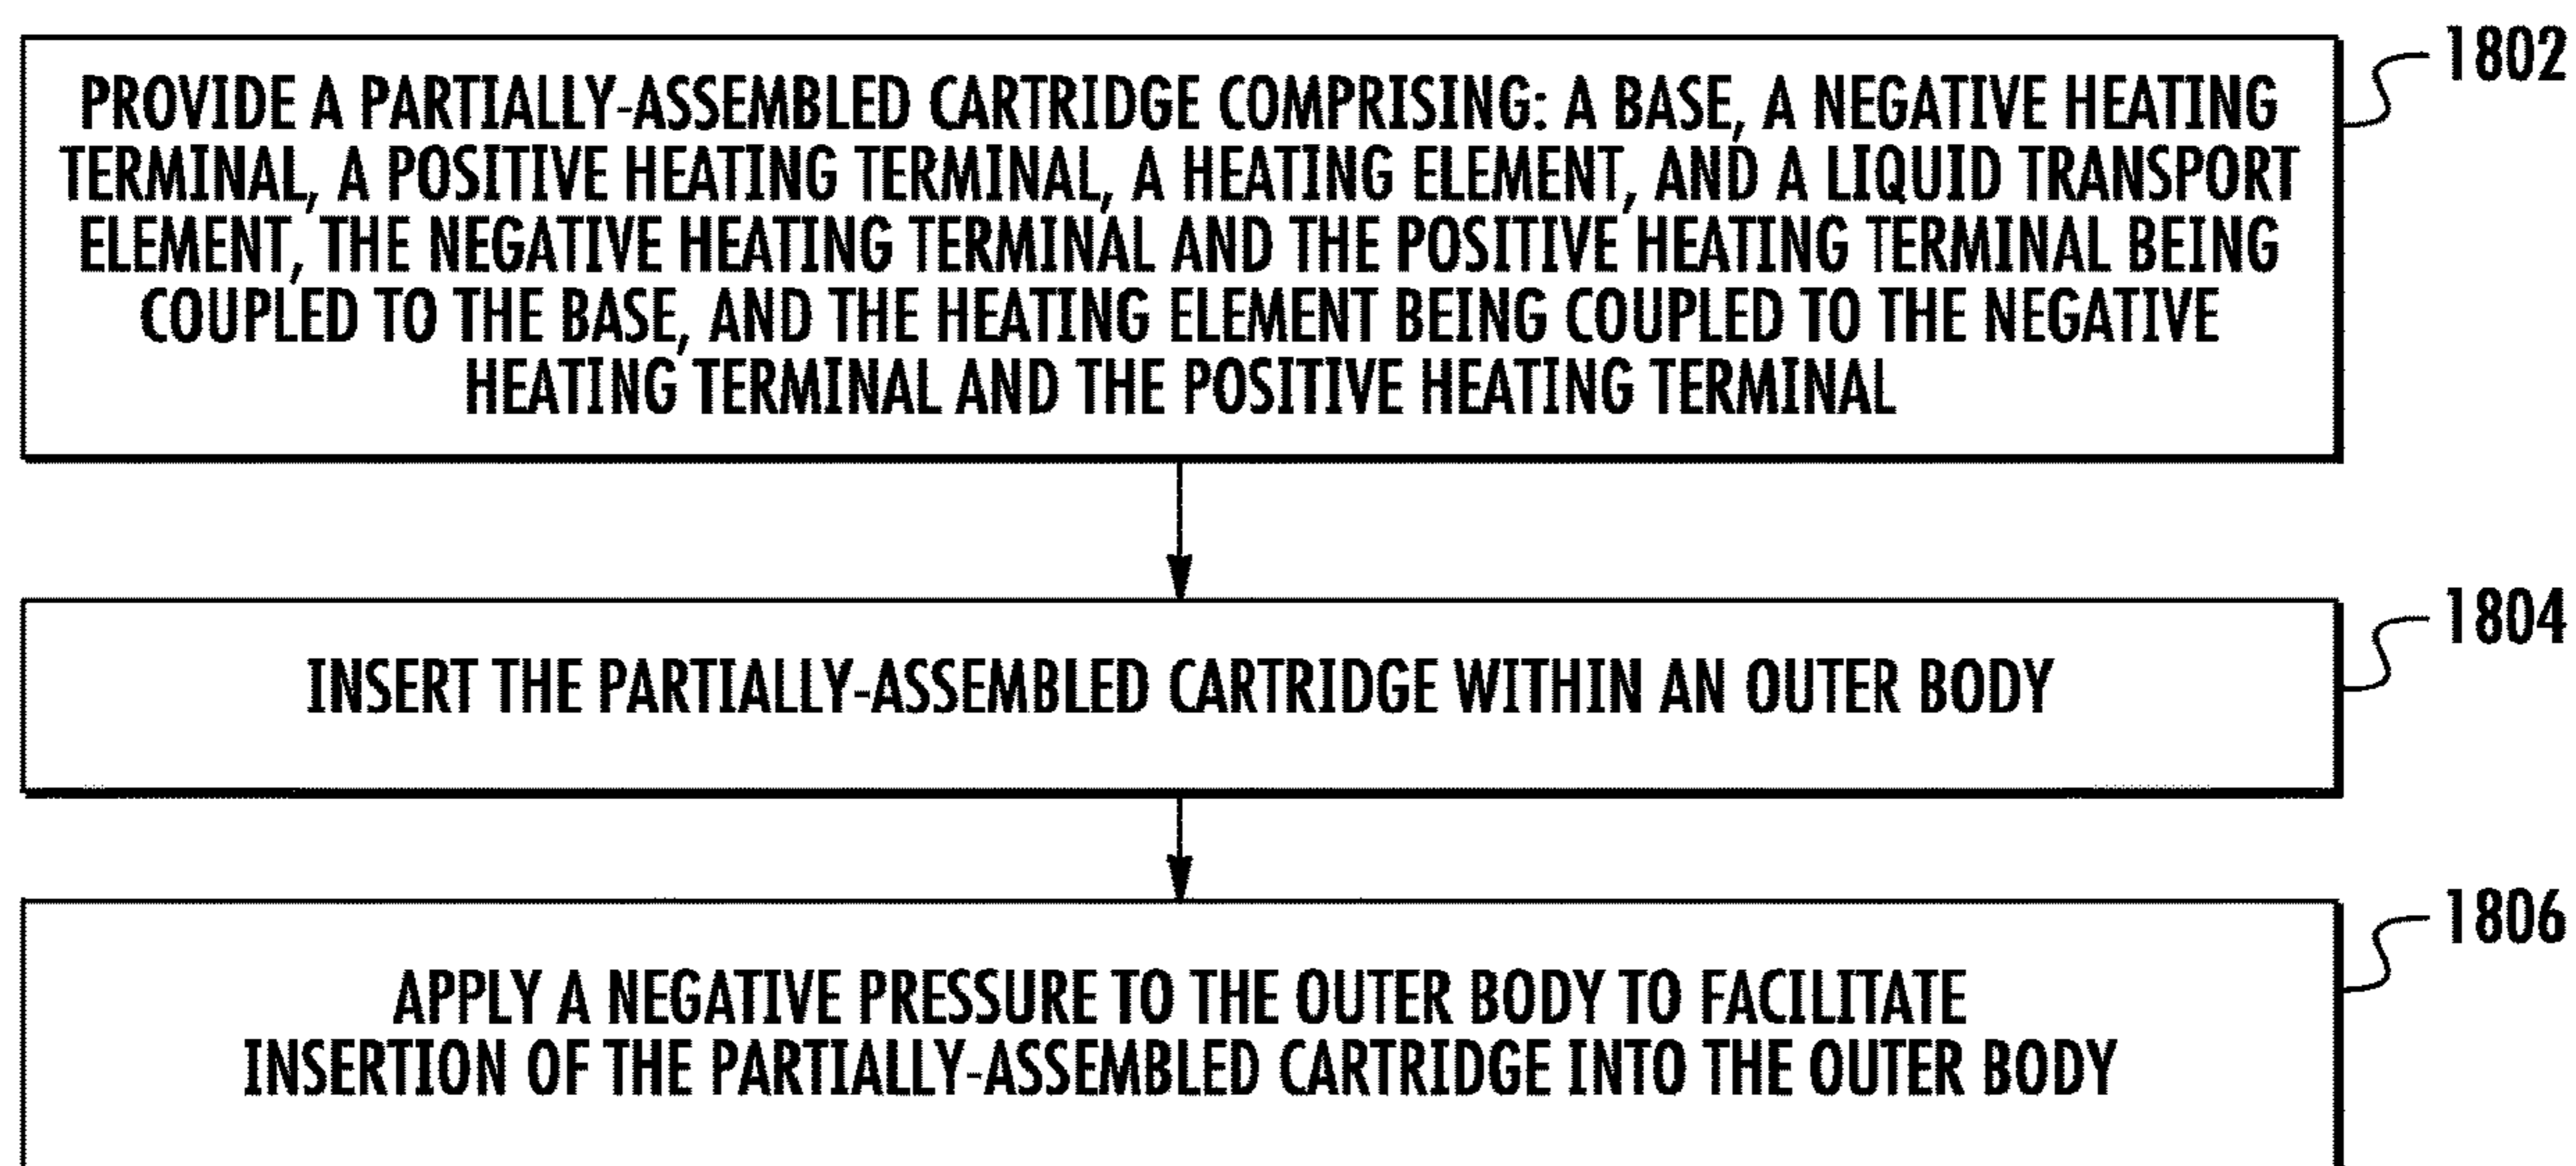 PROVIDE A PARTIALLY-ASSEMBLED CARTRIDGE COMPRISING: A BASE, A NEGATIVE HEATING
TERMINAL, A POSITIVE HEATING TERMINAL, A HEATING ELEMENT, AND A LIQUID TRANSPORT
ELEMENT, THE NEGATIVE HEATING TERMINAL AND THE POSITIVE HEATING TERMINAL BEING
COUPLED TO THE BASE, AND THE HEATING ELEMENT BEING COUPLED TO THE NEGATIVE
HEATING TERMINAL AND THE POSITIVE HEATING TERMINAL
1802
INSERT THE PARTIALLY-ASSEMBLED CARTRIDGE WITHIN AN OUTER BODY
1804
APPLY A NEGATIVE PRESSURE TO THE OUTER BODY TO FACILITATE
INSERTION OF THE PARTIALLY-ASSEMBLED CARTRIDGE INTO THE OUTER BODY
1806